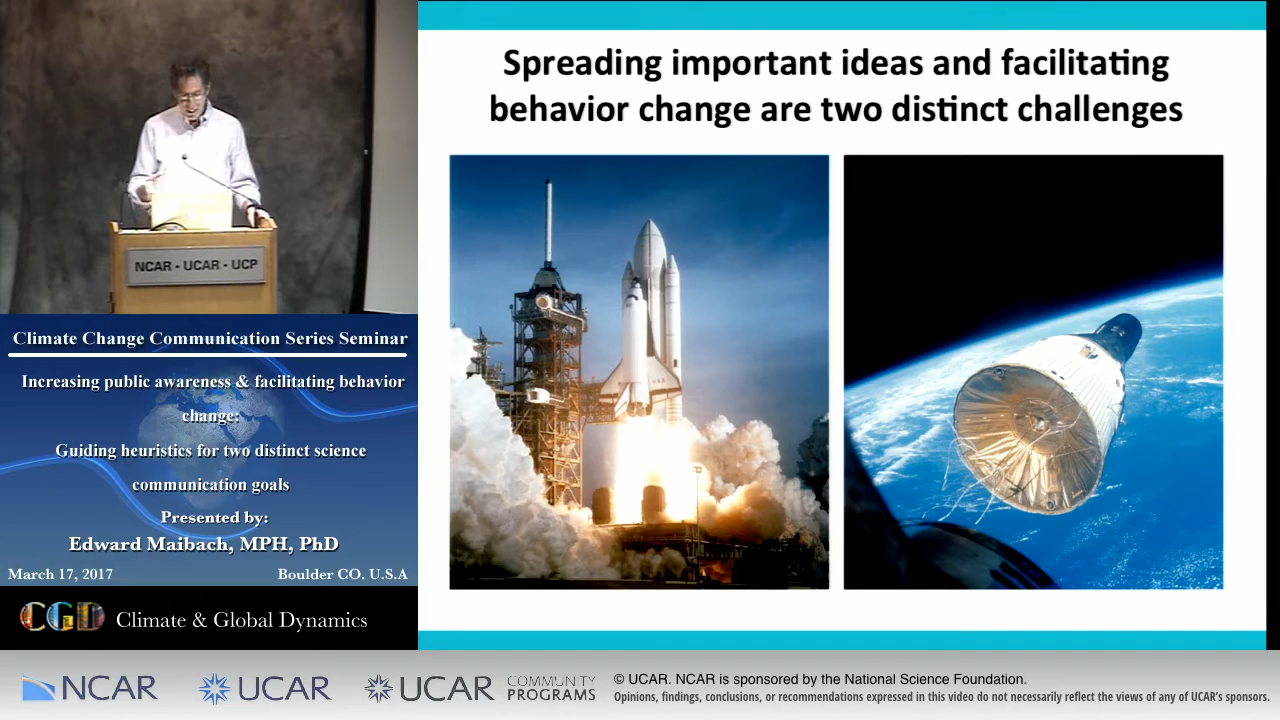 Spreading important ideas and facilitating
behavior change are two distinct challenges
NCAR - UCAR - UCP
Climate Change Communication Series Seminar
Increasing public awareness & facilitating behavior
change:
Guiding heuristics for two distinct science
communication goals
Presented by:
Edward Maibach, MPH, PhD
March 17, 2017 Boulder CO. U.S.A
CGD Climate & Global Dynamics
NCAR UCAR UCAR COMMUNITY PROGRAMS
© UCAR. NCAR is sponsored by the National Science Foundation.
Opinions, findings, conclusions, or recommendations expressed in this video do not necessarily reflect the views of any of UCAR's sponsors.